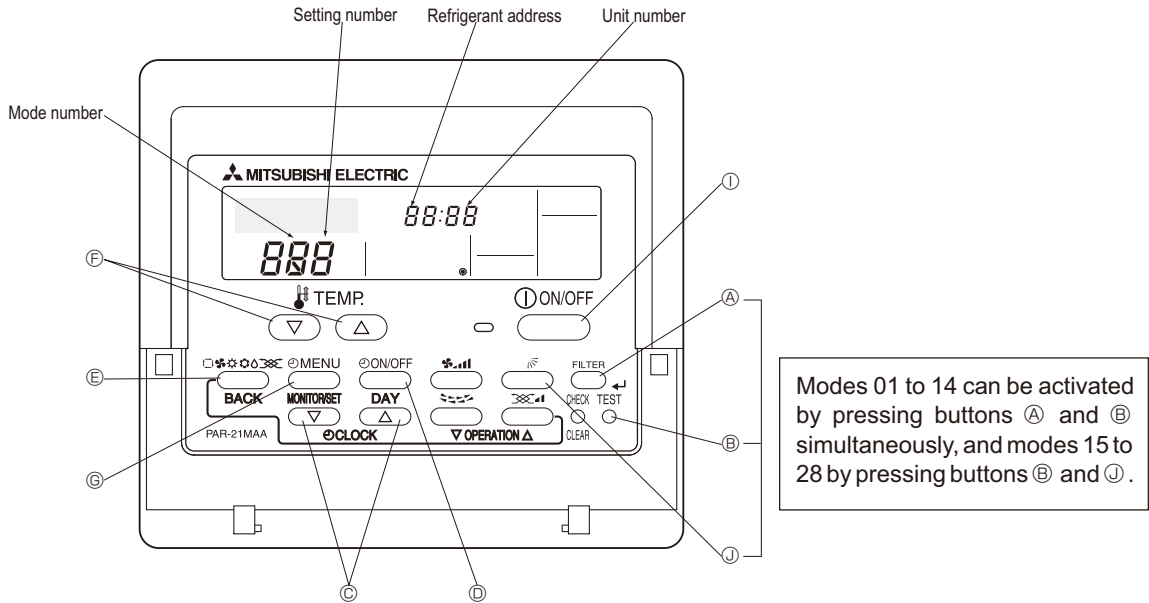 Setting number
Refrigerant address
Unit number
Mode number
MITSUBISHI ELECTRIC
88:88
888
Ⓘ
Ⓕ
TEMP.
ON/OFF
Ⓐ
MENU
ON/OFF
FILTER
Ⓔ
BACK
MONITOR/SET
DAY
CHECK TEST
PAR-21MAA
CLOCK
▽ OPERATION △
CLEAR
Ⓑ
Ⓖ
Modes 01 to 14 can be activated
by pressing buttons Ⓐ and Ⓑ
simultaneously, and modes 15 to
28 by pressing buttons Ⓑ and Ⓙ.
Ⓙ
Ⓒ
Ⓓ